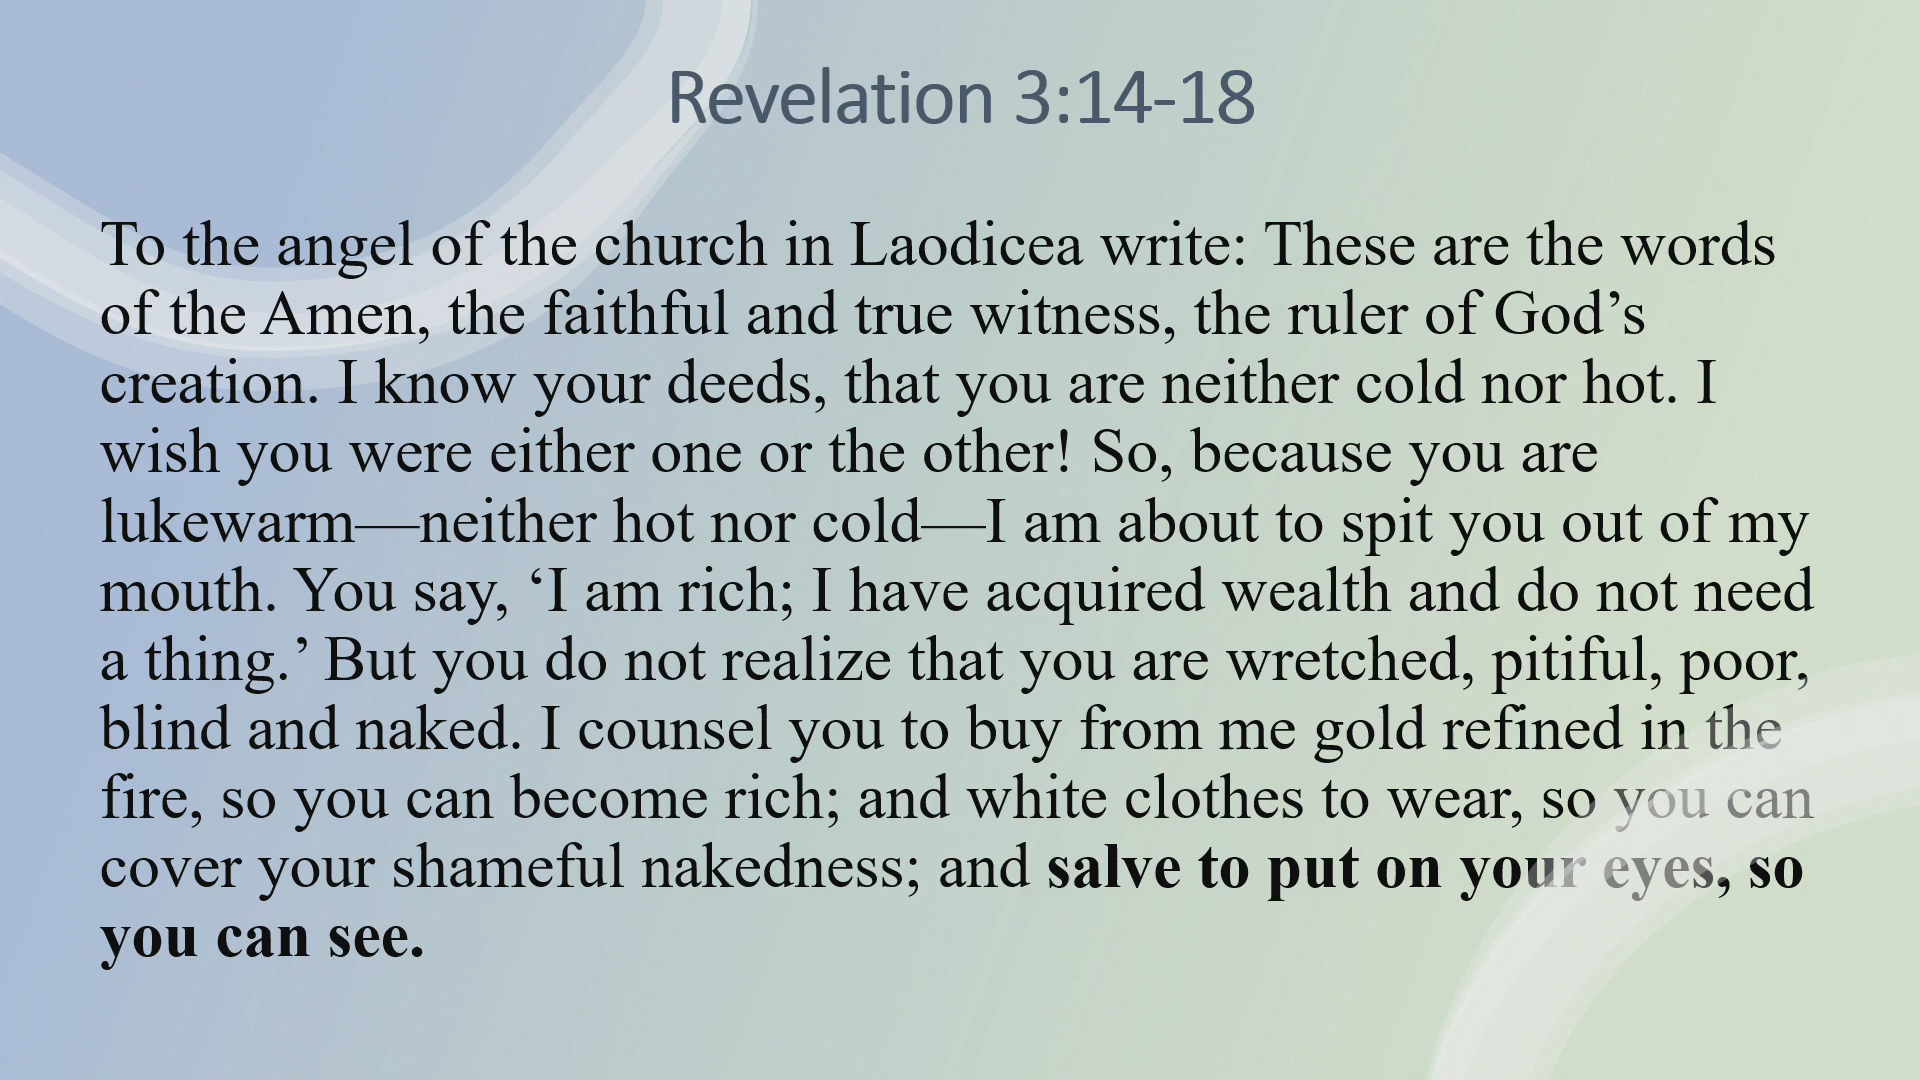 Revelation 3:14-18
To the angel of the church in Laodicea write: These are the words
of the Amen, the faithful and true witness, the ruler of God’s
creation. I know your deeds, that you are neither cold nor hot. I
wish you were either one or the other! So, because you are
lukewarm—neither hot nor cold—I am about to spit you out of my
mouth. You say, ‘I am rich; I have acquired wealth and do not need
a thing.’ But you do not realize that you are wretched, pitiful, poor,
blind and naked. I counsel you to buy from me gold refined in the
fire, so you can become rich; and white clothes to wear, so you can
cover your shameful nakedness; and salve to put on your eyes, so
you can see.